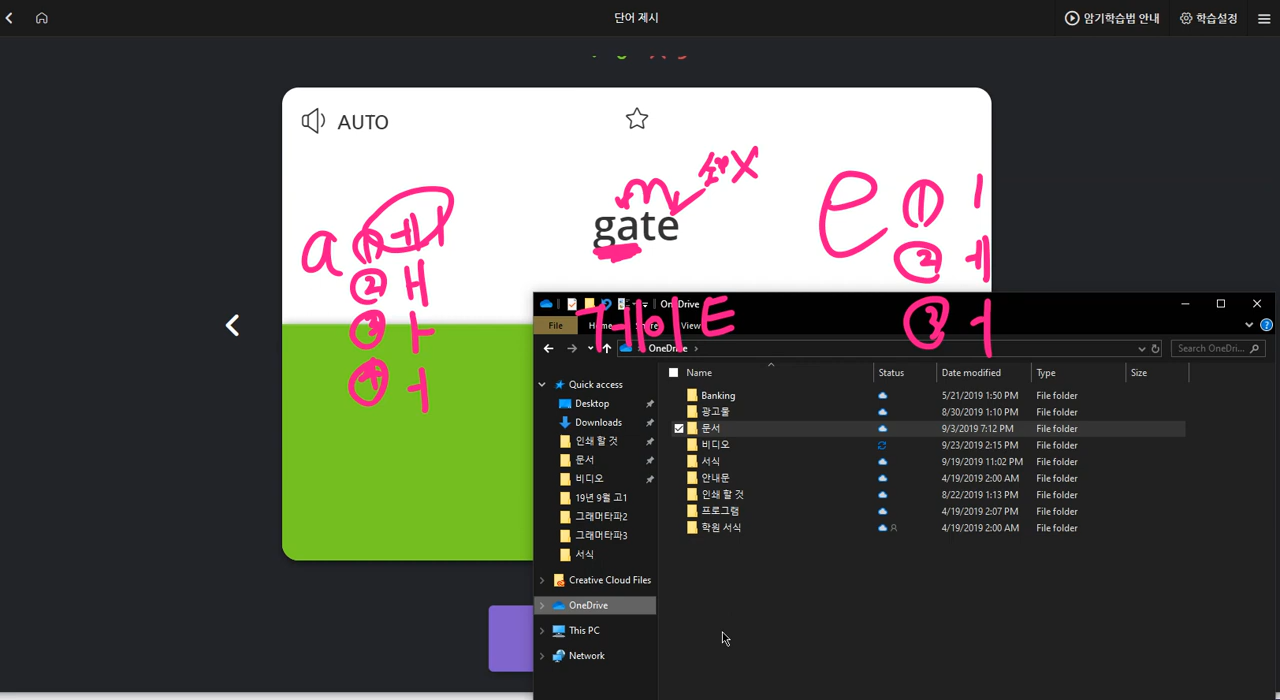 단어 제시
암기학습법 안내
학습설정
AUTO
gate
a ① ㅔㅣ
② ㅐ
③ ㅏ
④ ㅓ
e ① ㅣ
② ㅔ
③ ㅓ
게이트
OneDrive
File Home Share View
OneDrive
Search OneDri...
Name Status Date modified Type Size
Quick access
Desktop
Downloads
인쇄 할 것
문서
비디오
19년 9월 고1
그래머타파2
그래머타파3
서식
Creative Cloud Files
OneDrive
This PC
Network
Banking 5/21/2019 1:50 PM File folder
광고물 8/30/2019 1:10 PM File folder
문서 9/3/2019 7:12 PM File folder
비디오 9/23/2019 2:15 PM File folder
서식 9/19/2019 11:02 PM File folder
안내문 4/19/2019 2:00 AM File folder
인쇄 할 것 8/22/2019 1:13 PM File folder
프로그램 4/19/2019 2:07 PM File folder
학원 서식 4/19/2019 2:00 AM File folder